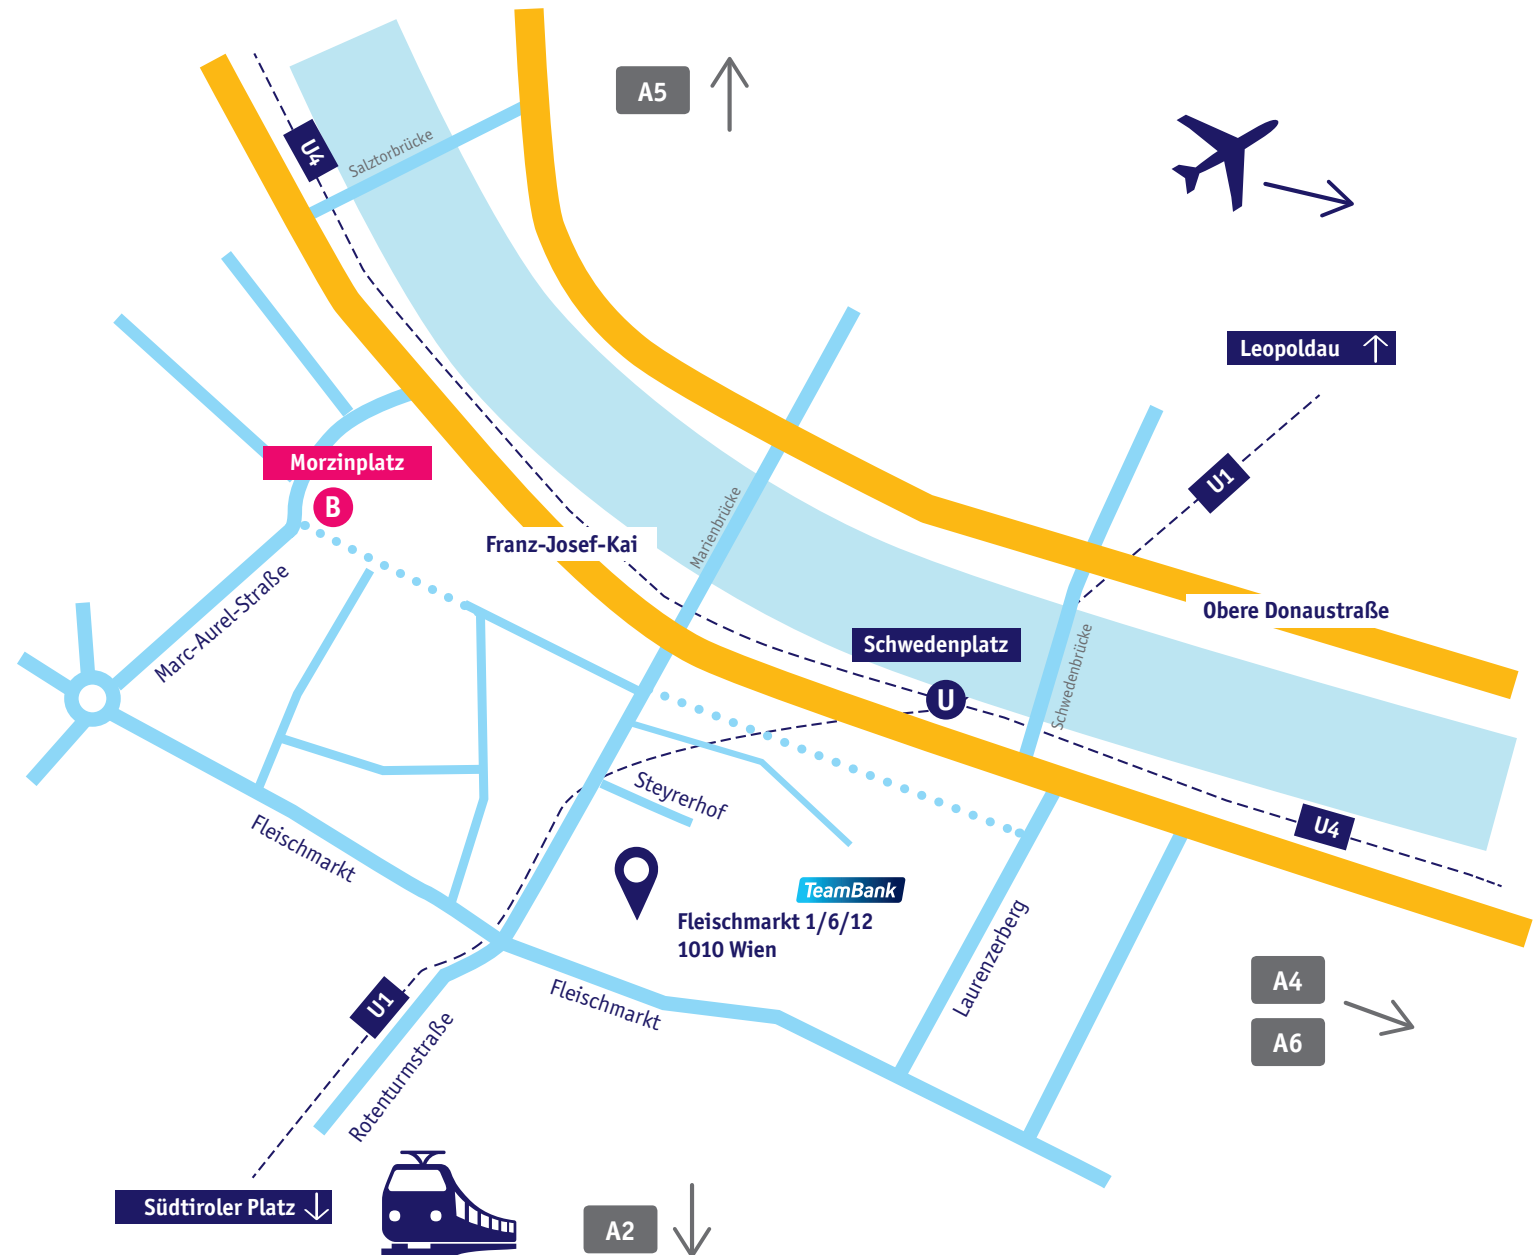 A5
U4
Salztorbrücke
Leopoldau
Morzinplatz
B
U1
Marienbrücke
Franz-Josef-Kai
Obere Donaustraße
Marc-Aurel-Straße
Schwedenplatz
U
Schwedenbrücke
Steyrerhof
U4
Fleischmarkt
TeamBank
Fleischmarkt 1/6/12
1010 Wien
Laurenzerberg
A4
U1
Fleischmarkt
A6
Rotenturmstraße
Südtiroler Platz
A2